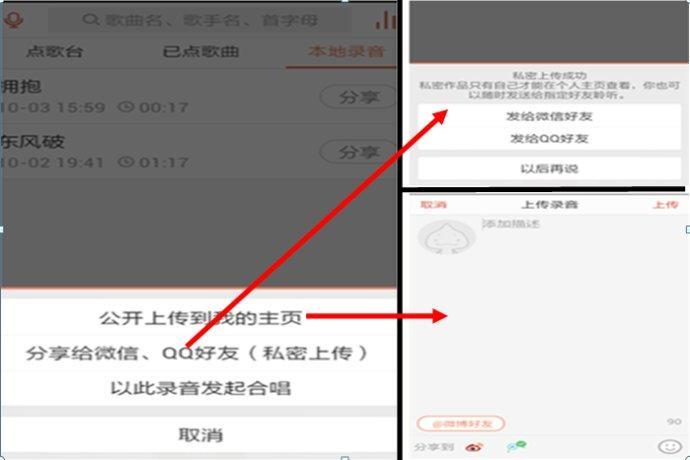 歌曲名、歌手名、首字母
点歌台 已点歌曲 本地录音
拥抱
10-03 15:59 00:17 分享
东风破
10-02 19:41 01:17 分享
公开上传到我的主页
分享给微信、QQ好友（私密上传）
以此录音发起合唱
取消
私密上传成功
私密作品只有自己才能在个人主页查看，你也可
以随时发送给指定好友聆听。
发给微信好友
发给QQ好友
以后再说
取消 上传录音 上传
添加描述
@微博好友 90
分享到